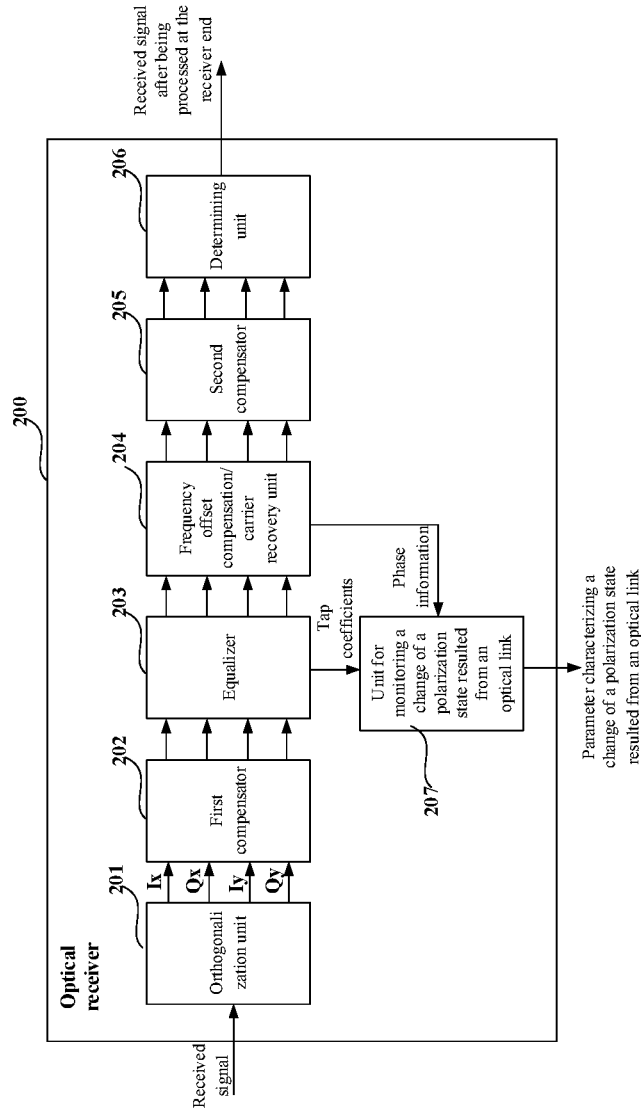 200
Optical
receiver
Received
signal
201
Orthogonali
zation unit
Ix
Qx
Iy
Qy
202
First
compensator
203
Equalizer
204
Frequency
offset
compensation/
carrier
recovery unit
205
Second
compensator
206
Determining
unit
Received signal
after being
processed at the
receiver end
Tap
coefficients
Phase
information
Unit for
monitoring a
change of a
polarization
state resulted
from an
optical link
207
Parameter characterizing a
change of a polarization state
resulted from an optical link